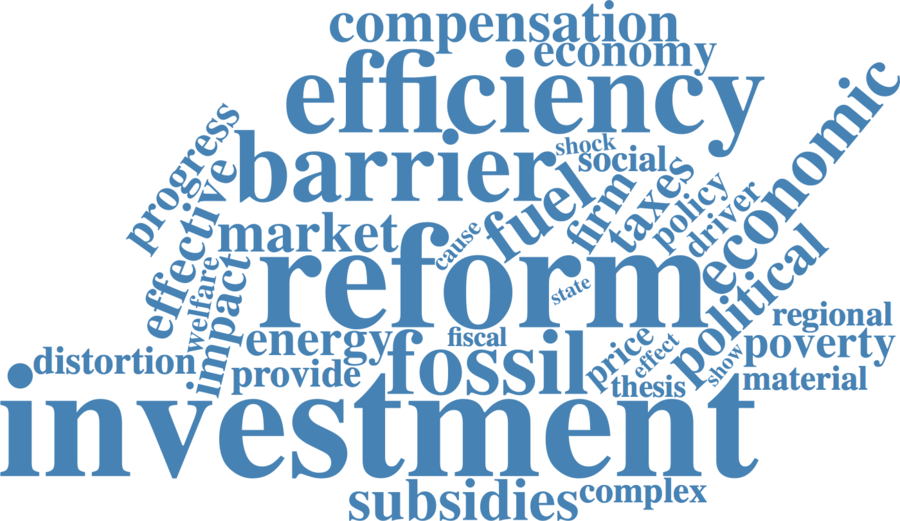 compensation
economy
efficiency
economic
progress
barrier
shock
social
effective
fuel
firm
taxes
policy
driver
market
cause
reform
state
political
welfare
impact
regional
energy
fiscal
price
effect
poverty
distortion
provide
fossil
show
thesis
material
investment
subsidies
complex